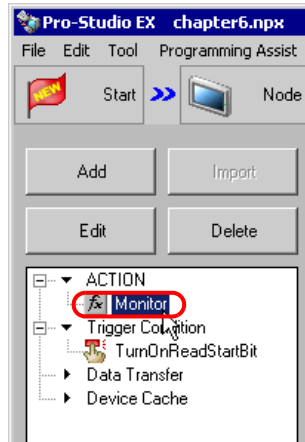 Pro-Studio EX chapter6.npx
File Edit Tool Programming Assist
NEW Start Node
Add Import
Edit Delete
ACTION
fx Monitor
Trigger Condition
TurnOnReadStartBit
Data Transfer
Device Cache